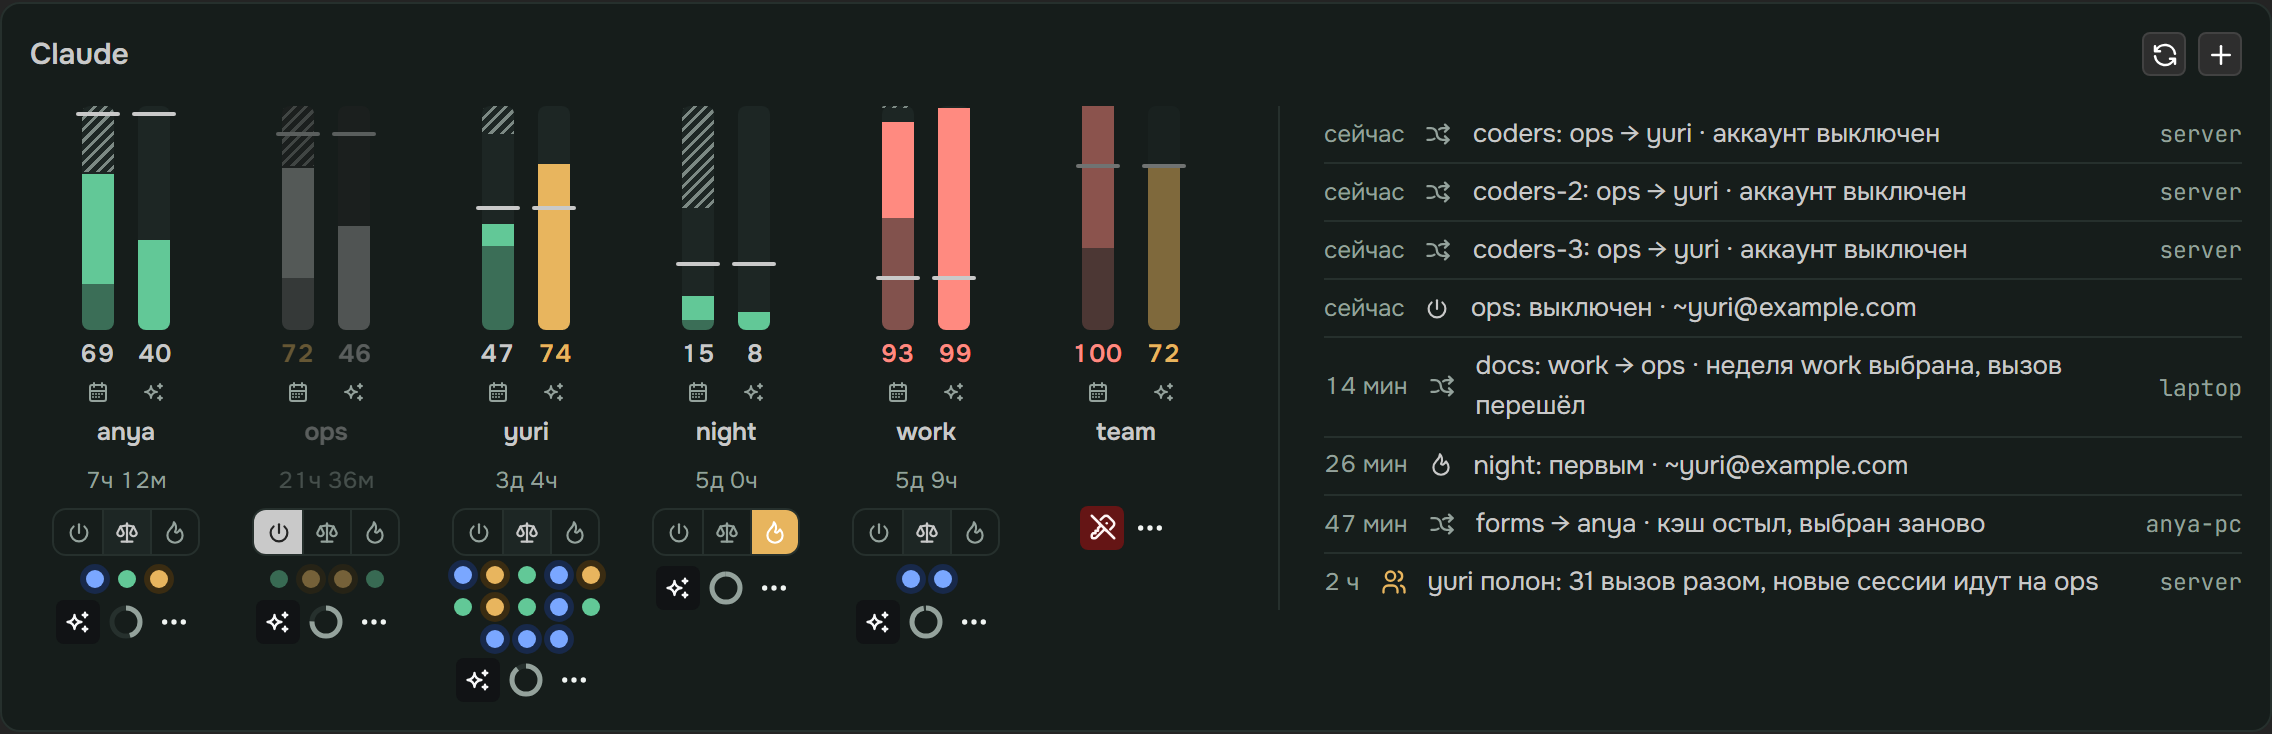 Claude
69 40
anya
7ч 12м
72 46
ops
21ч 36м
47 74
yuri
3д 4ч
15 8
night
5д 0ч
93 99
work
5д 9ч
100 72
team
сейчас coders: ops → yuri · аккаунт выключен server
сейчас coders-2: ops → yuri · аккаунт выключен server
сейчас coders-3: ops → yuri · аккаунт выключен server
сейчас ops: выключен · ~yuri@example.com
14 мин docs: work → ops · неделя work выбрана, вызов перешёл laptop
26 мин night: первым · ~yuri@example.com
47 мин forms → anya · кэш остыл, выбран заново anya-pc
2 ч yuri полон: 31 вызов разом, новые сессии идут на ops server